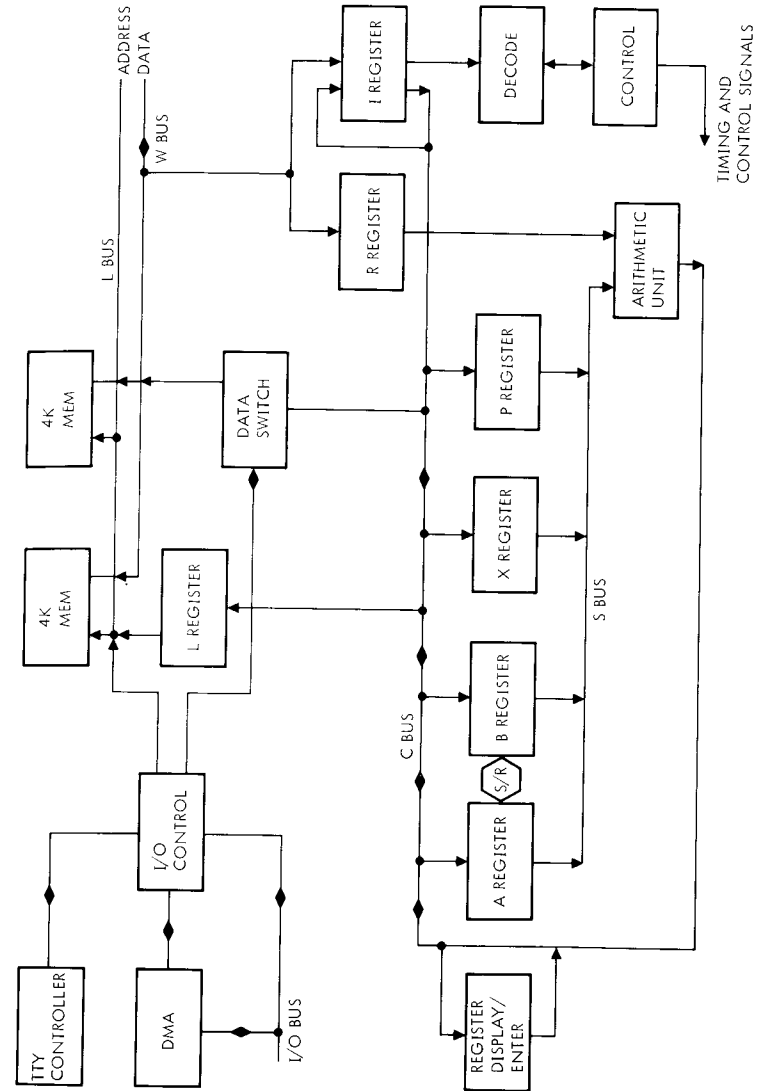 TTY
CONTROLLER
4K
MEM
4K
MEM
ADDRESS
DATA
L BUS
W BUS
DMA
I/O
CONTROL
L REGISTER
DATA
SWITCH
I/O BUS
I REGISTER
R REGISTER
C BUS
DECODE
REGISTER
DISPLAY/
ENTER
A REGISTER
S/R
B REGISTER
X REGISTER
P REGISTER
CONTROL
S BUS
ARITHMETIC
UNIT
TIMING AND
CONTROL SIGNALS